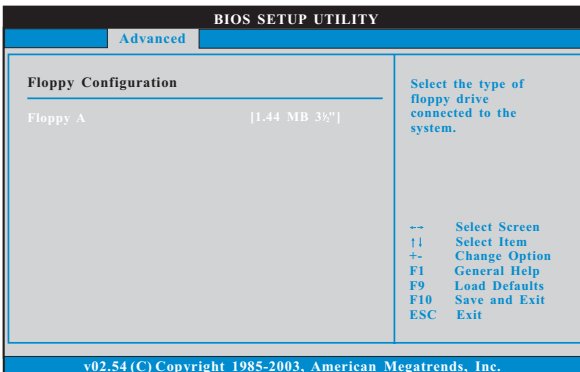 BIOS SETUP UTILITY
Advanced
Floppy Configuration
Floppy A [1.44 MB 3½"]
Select the type of
floppy drive
connected to the
system.
←→ Select Screen
↑↓ Select Item
+- Change Option
F1 General Help
F9 Load Defaults
F10 Save and Exit
ESC Exit
v02.54 (C) Copyright 1985-2003, American Megatrends, Inc.